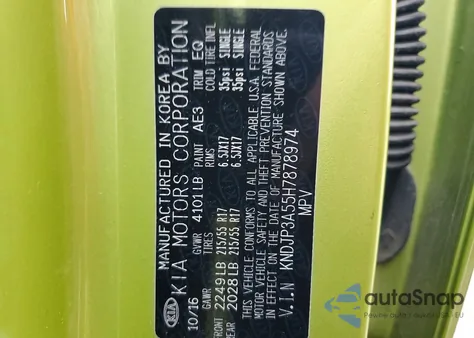 MANUFACTURED IN KOREA BY
KIA KIA MOTORS CORPORATION
10/16 GVWR 4101LB PAINT AE3 TRIM EQ
GAWR TIRES RIMS COLD TIRE INFL
FRONT 2249LB 215/55 R17 6.5JX17 35psi SINGLE
REAR 2028LB 215/55 R17 6.5JX17 35psi SINGLE
THIS VEHICLE CONFORMS TO ALL APPLICABLE U.S.A. FEDERAL
MOTOR VEHICLE SAFETY AND THEFT PREVENTION STANDARDS
IN EFFECT ON THE DATE OF MANUFACTURE SHOWN ABOVE.
V.I.N KNDJP3A55H7878974
MPV
autoSnap